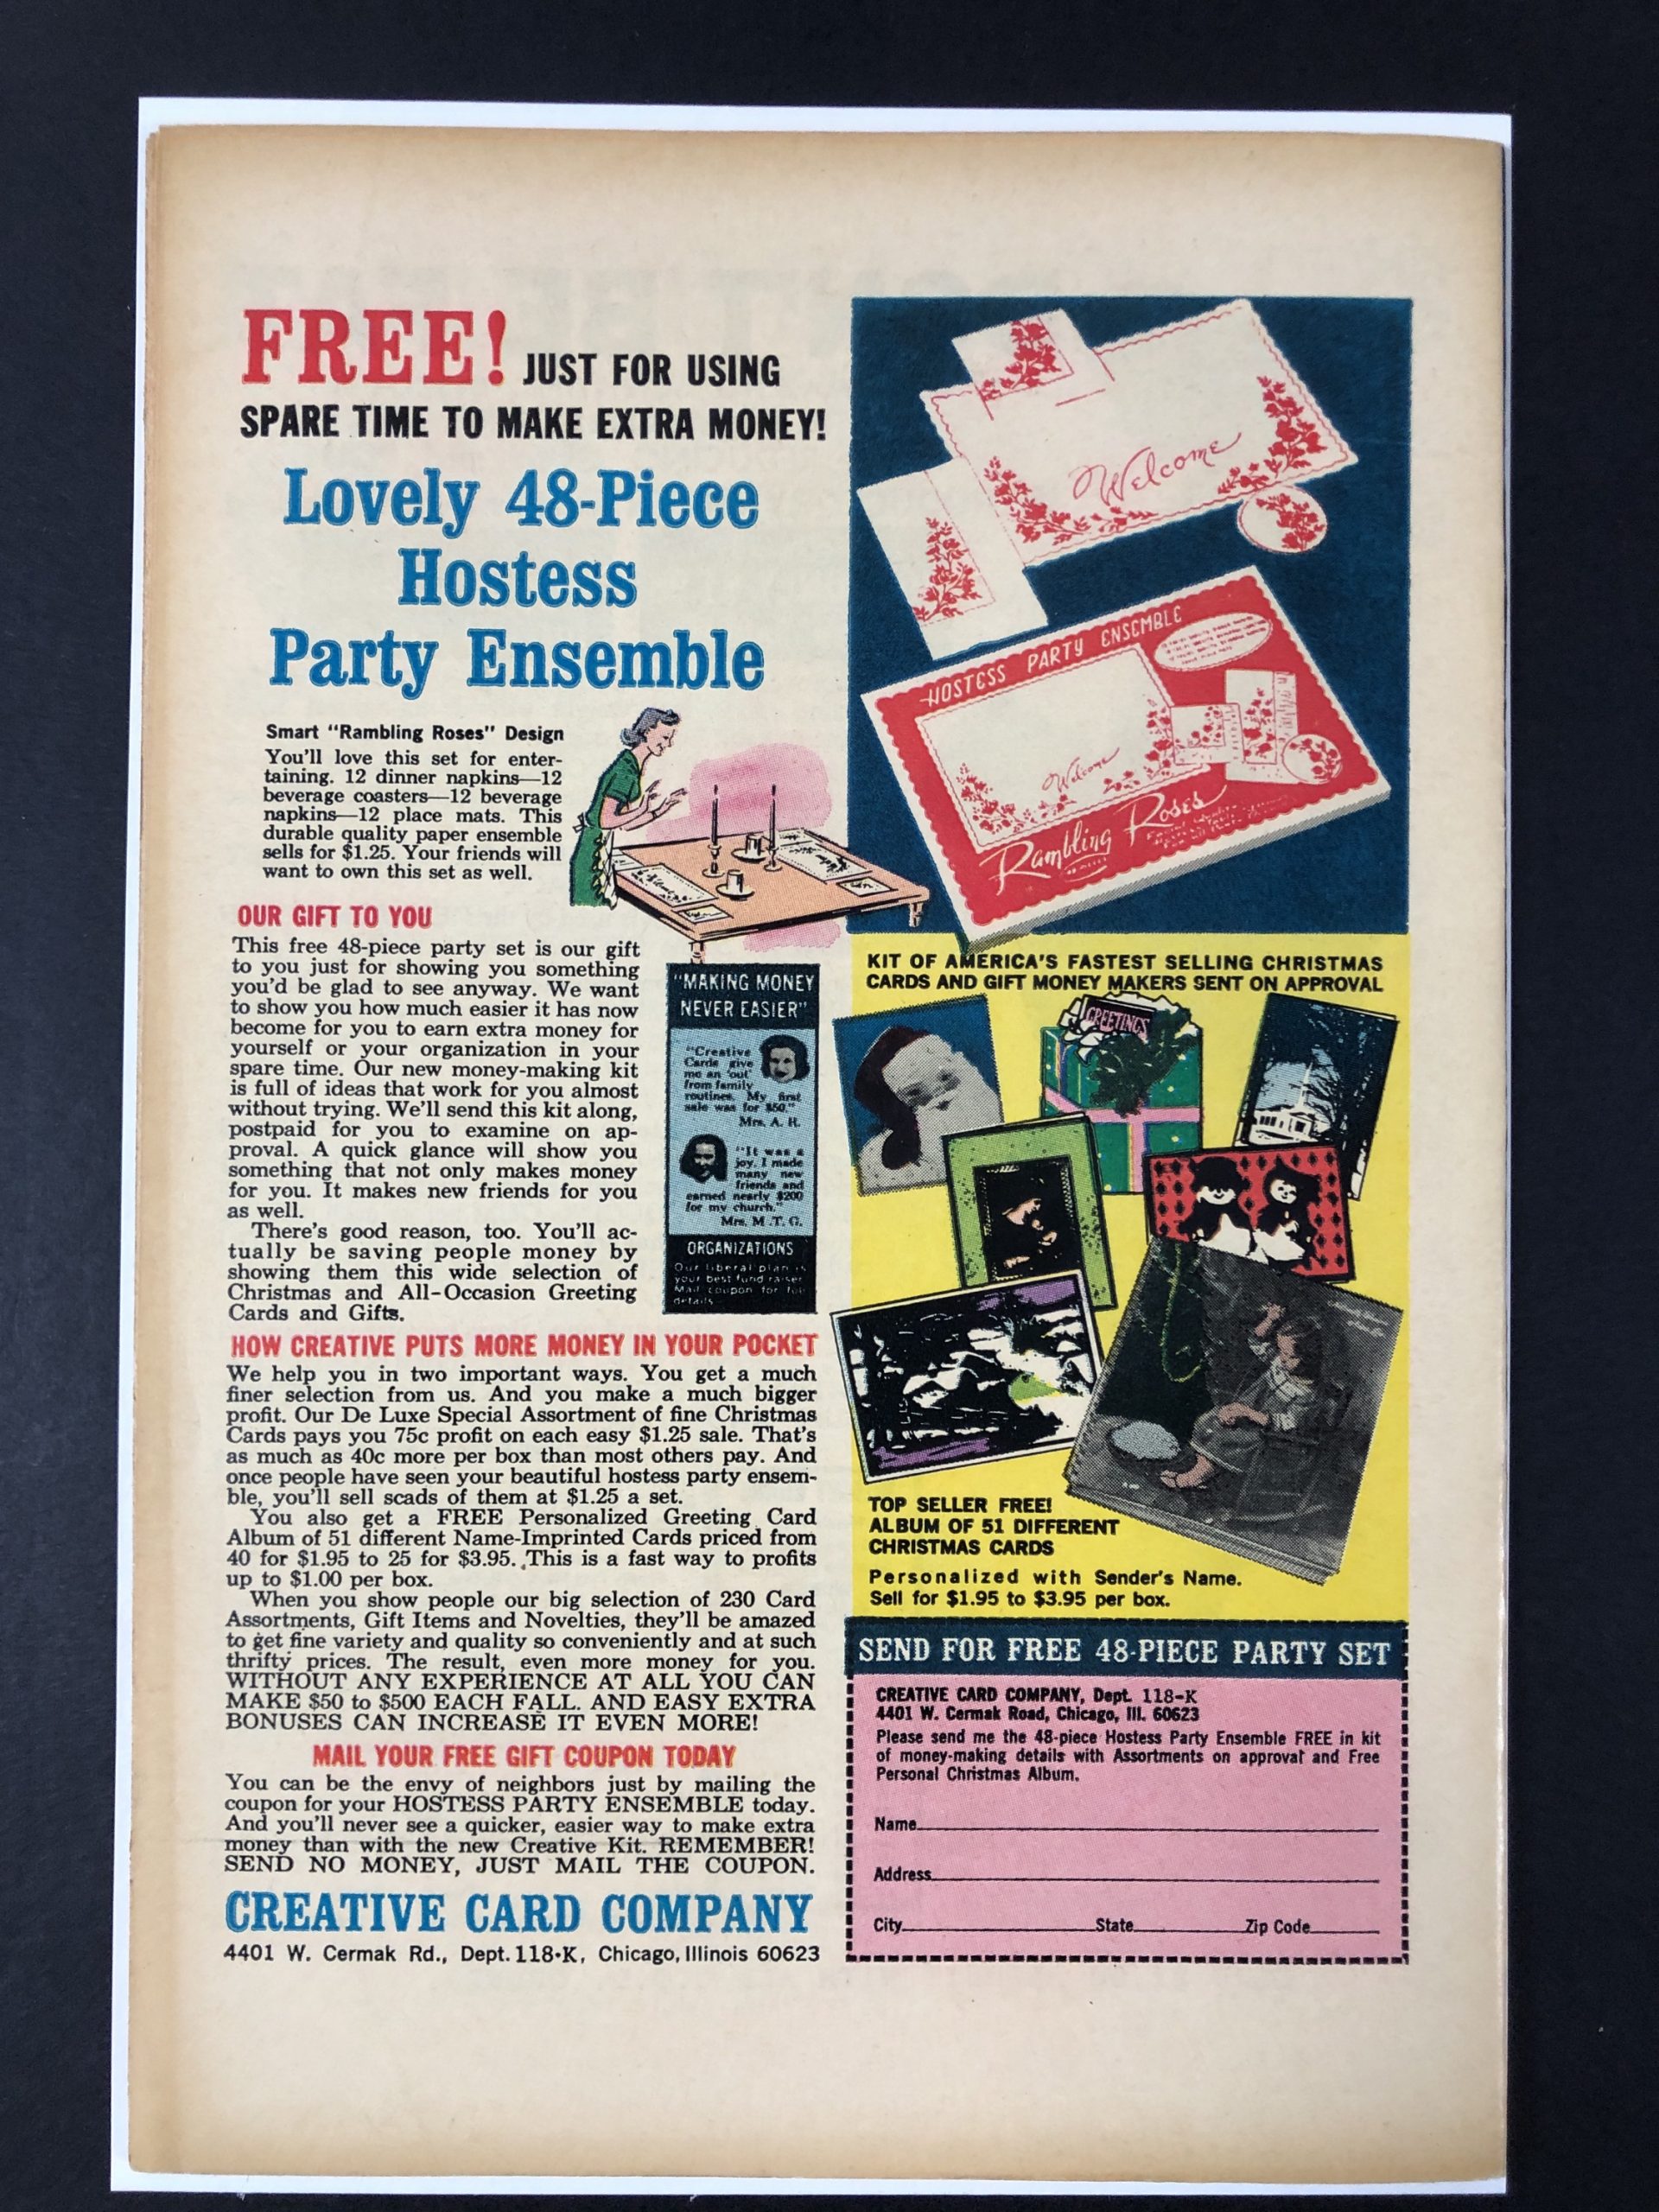 FREE! JUST FOR USING
SPARE TIME TO MAKE EXTRA MONEY!
Lovely 48-Piece
Hostess
Party Ensemble
Smart "Rambling Roses" Design
You'll love this set for enter-
taining. 12 dinner napkins—12
beverage coasters—12 beverage
napkins—12 place mats. This
durable quality paper ensemble
sells for $1.25. Your friends will
want to own this set as well.
OUR GIFT TO YOU
This free 48-piece party set is our gift
to you just for showing you something
you'd be glad to see anyway. We want
to show you how much easier it has now
become for you to earn extra money for
yourself or your organization in your
spare time. Our new money-making kit
is full of ideas that work for you almost
without trying. We'll send this kit along,
postpaid for you to examine on ap-
proval. A quick glance will show you
something that not only makes money
for you. It makes new friends for you
as well.
There's good reason, too. You'll ac-
tually be saving people money by
showing them this wide selection of
Christmas and All-Occasion Greeting
Cards and Gifts.
"MAKING MONEY
NEVER EASIER"
"Creative
Cards give
me an 'out'
from family
routines. My first
sale was for $50."
Mrs. A. H.
"It was a
joy. I made
many new
friends and
earned nearly $200
for my church."
Mrs. M. T. G.
ORGANIZATIONS
Our liberal plan is
your best fund raiser
Mail coupon for full
details
HOW CREATIVE PUTS MORE MONEY IN YOUR POCKET
We help you in two important ways. You get a much
finer selection from us. And you make a much bigger
profit. Our De Luxe Special Assortment of fine Christmas
Cards pays you 75c profit on each easy $1.25 sale. That's
as much as 40c more per box than most others pay. And
once people have seen your beautiful hostess party ensem-
ble, you'll sell scads of them at $1.25 a set.
You also get a FREE Personalized Greeting Card
Album of 51 different Name-Imprinted Cards priced from
40 for $1.95 to 25 for $3.95. This is a fast way to profits
up to $1.00 per box.
When you show people our big selection of 230 Card
Assortments, Gift Items and Novelties, they'll be amazed
to get fine variety and quality so conveniently and at such
thrifty prices. The result, even more money for you.
WITHOUT ANY EXPERIENCE AT ALL YOU CAN
MAKE $50 to $500 EACH FALL. AND EASY EXTRA
BONUSES CAN INCREASE IT EVEN MORE!
MAIL YOUR FREE GIFT COUPON TODAY
You can be the envy of neighbors just by mailing the
coupon for your HOSTESS PARTY ENSEMBLE today.
And you'll never see a quicker, easier way to make extra
money than with the new Creative Kit. REMEMBER!
SEND NO MONEY, JUST MAIL THE COUPON.
CREATIVE CARD COMPANY
4401 W. Cermak Rd., Dept. 118-K, Chicago, Illinois 60623
Welcome
HOSTESS PARTY ENSEMBLE
Welcome
Rambling Roses
KIT OF AMERICA'S FASTEST SELLING CHRISTMAS
CARDS AND GIFT MONEY MAKERS SENT ON APPROVAL
GREETINGS
TOP SELLER FREE!
ALBUM OF 51 DIFFERENT
CHRISTMAS CARDS
Personalized with Sender's Name.
Sell for $1.95 to $3.95 per box.
SEND FOR FREE 48-PIECE PARTY SET
CREATIVE CARD COMPANY, Dept. 118-K
4401 W. Cermak Road, Chicago, Ill. 60623
Please send me the 48-piece Hostess Party Ensemble FREE in kit
of money-making details with Assortments on approval and Free
Personal Christmas Album.
Name
Address
City State Zip Code